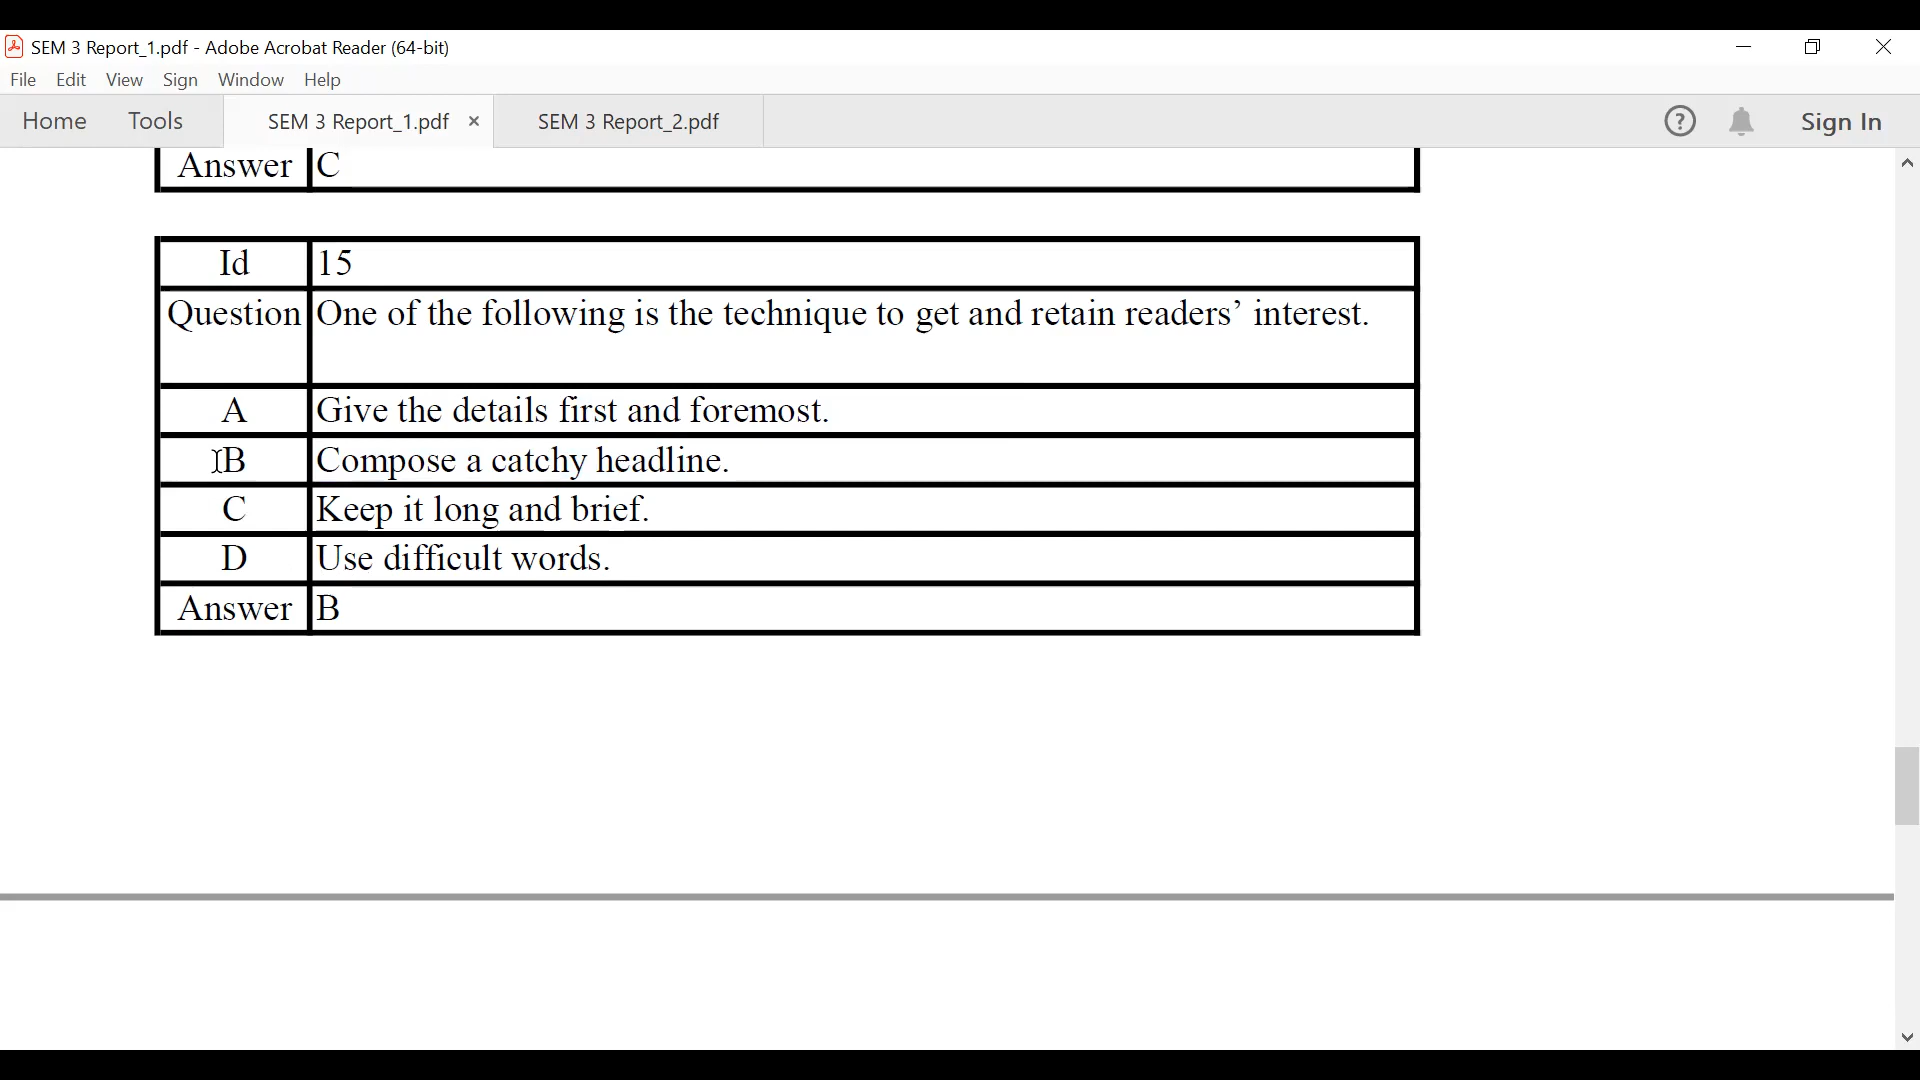 SEM 3 Report_1.pdf - Adobe Acrobat Reader (64-bit)
File Edit View Sign Window Help
Home Tools SEM 3 Report_1.pdf × SEM 3 Report_2.pdf ? Sign In
Answer C
Id 15
Question One of the following is the technique to get and retain readers’ interest.
A Give the details first and foremost.
B Compose a catchy headline.
C Keep it long and brief.
D Use difficult words.
Answer B